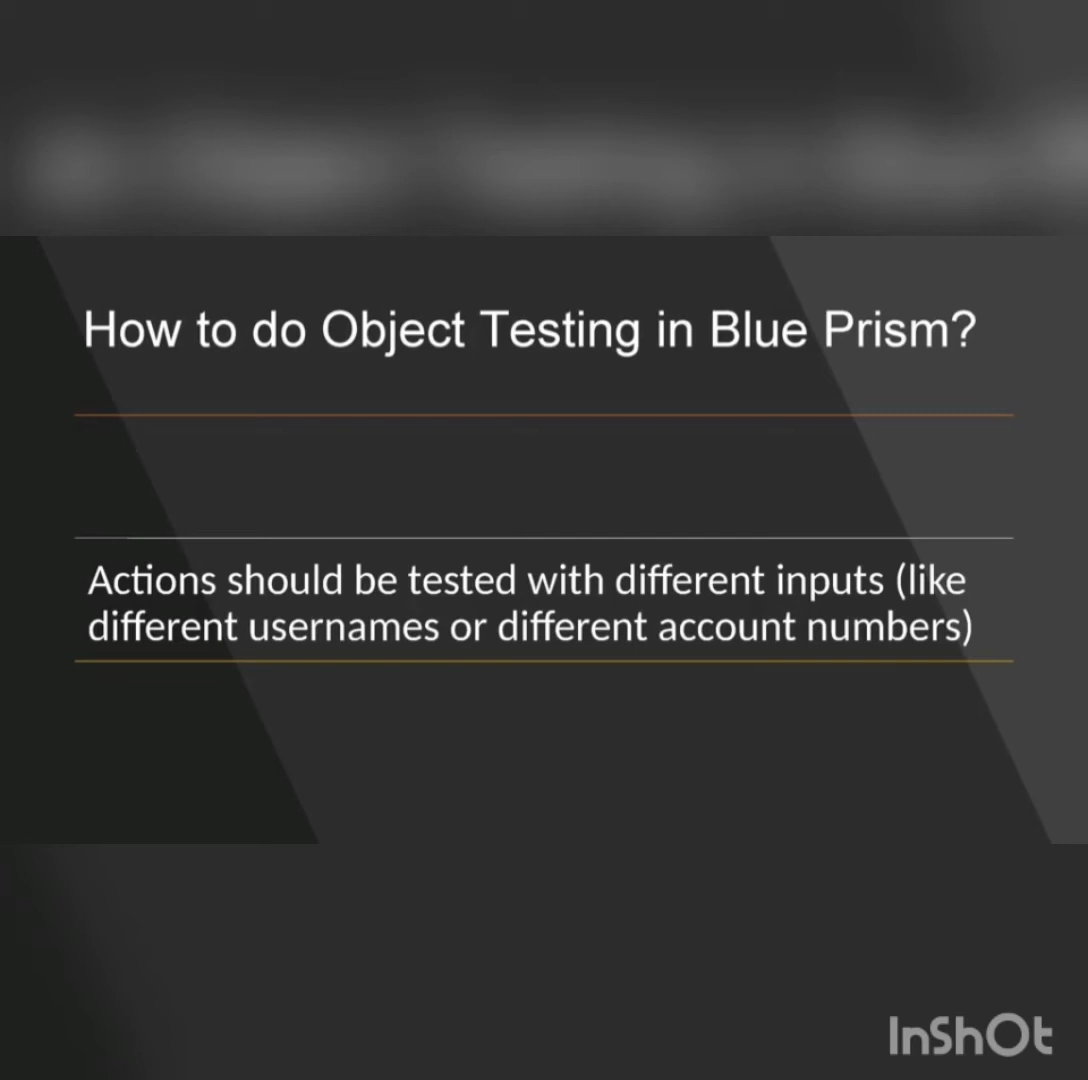 How to do Object Testing in Blue Prism?
Actions should be tested with different inputs (like
different usernames or different account numbers)
InShOt